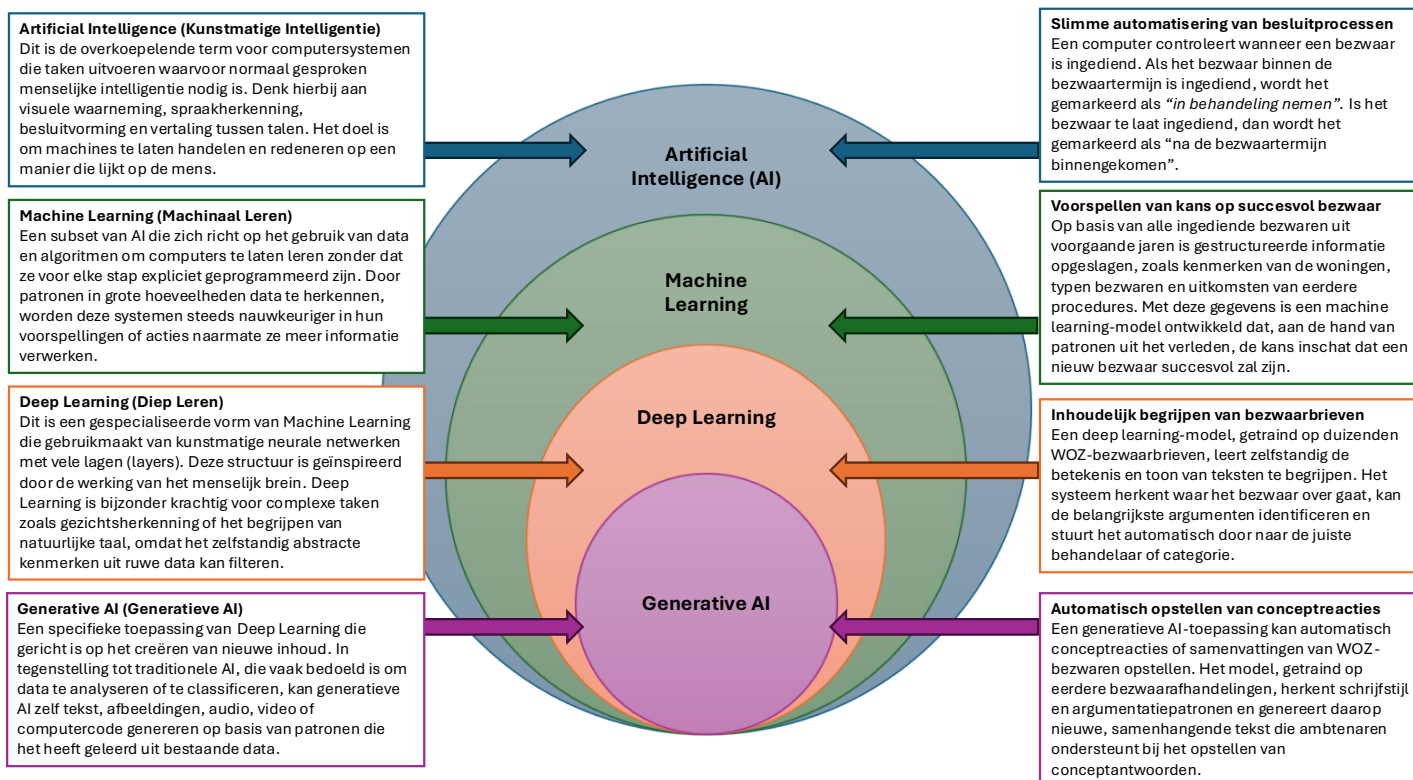 Artificial Intelligence (Kunstmatige Intelligentie)
Dit is de overkoepelende term voor computersystemen
die taken uitvoeren waarvoor normaal gesproken
menselijke intelligentie nodig is. Denk hierbij aan
visuele waarneming, spraakherkenning,
besluitvorming en vertaling tussen talen. Het doel is
om machines te laten handelen en redeneren op een
manier die lijkt op de mens.
Machine Learning (Machinaal Leren)
Een subset van AI die zich richt op het gebruik van data
en algoritmen om computers te laten leren zonder dat
ze voor elke stap expliciet geprogrammeerd zijn. Door
patronen in grote hoeveelheden data te herkennen,
worden deze systemen steeds nauwkeuriger in hun
voorspellingen of acties naarmate ze meer informatie
verwerken.
Deep Learning (Diep Leren)
Dit is een gespecialiseerde vorm van Machine Learning
die gebruikmaakt van kunstmatige neurale netwerken
met vele lagen (layers). Deze structuur is geïnspireerd
door de werking van het menselijk brein. Deep
Learning is bijzonder krachtig voor complexe taken
zoals gezichtsherkenning of het begrijpen van
natuurlijke taal, omdat het zelfstandig abstracte
kenmerken uit ruwe data kan filteren.
Generative AI (Generatieve AI)
Een specifieke toepassing van Deep Learning die
gericht is op het creëren van nieuwe inhoud. In
tegenstelling tot traditionele AI, die vaak bedoeld is om
data te analyseren of te classificeren, kan generatieve
AI zelf tekst, afbeeldingen, audio, video of
computercode genereren op basis van patronen die
het heeft geleerd uit bestaande data.
Artificial
Intelligence (AI)
Machine
Learning
Deep Learning
Generative AI
Slimme automatisering van besluitprocessen
Een computer controleert wanneer een bezwaar
is ingediend. Als het bezwaar binnen de
bezwaartermijn is ingediend, wordt het
gemarkeerd als “in behandeling nemen”. Is het
bezwaar te laat ingediend, dan wordt het
gemarkeerd als “na de bezwaartermijn
binnengekomen”.
Voorspellen van kans op succesvol bezwaar
Op basis van alle ingediende bezwaren uit
voorgaande jaren is gestructureerde informatie
opgeslagen, zoals kenmerken van de woningen,
typen bezwaren en uitkomsten van eerdere
procedures. Met deze gegevens is een machine
learning-model ontwikkeld dat, aan de hand van
patronen uit het verleden, de kans inschat dat een
nieuw bezwaar succesvol zal zijn.
Inhoudelijk begrijpen van bezwaarbrieven
Een deep learning-model, getraind op duizenden
WOZ-bezwaarbrieven, leert zelfstandig de
betekenis en toon van teksten te begrijpen. Het
systeem herkent waar het bezwaar over gaat, kan
de belangrijkste argumenten identificeren en
stuurt het automatisch door naar de juiste
behandelaar of categorie.
Automatisch opstellen van conceptreacties
Een generatieve AI-toepassing kan automatisch
conceptreacties of samenvattingen van WOZ-
bezwaren opstellen. Het model, getraind op
eerdere bezwaarafhandelingen, herkent schrijfstijl
en argumentatiepatronen en genereert daarop
nieuwe, samenhangende tekst die ambtenaren
ondersteunt bij het opstellen van
conceptantwoorden.